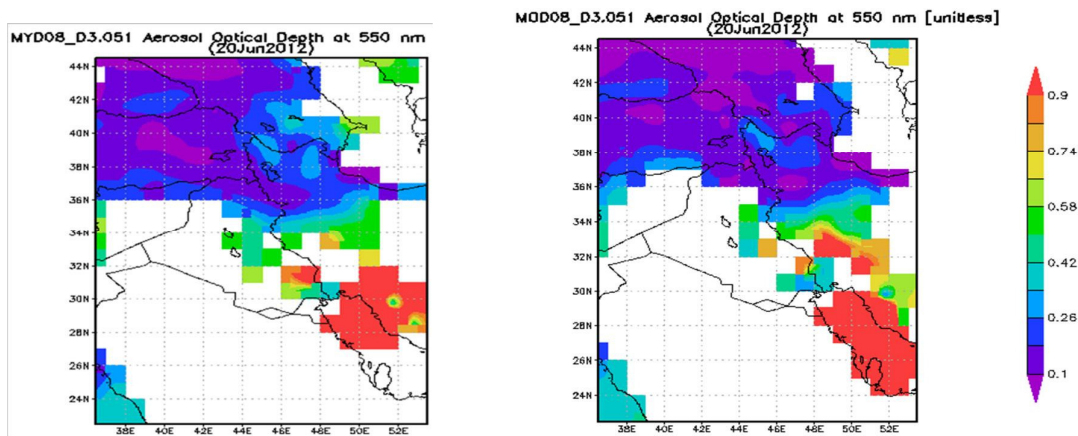 MYD08_D3.051 Aerosol Optical Depth at 550 nm
(20Jun2012)
44N
42N
40N
38N
36N
34N
32N
30N
28N
26N
24N
38E 40E 42E 44E 46E 48E 50E 52E
MOD08_D3.051 Aerosol Optical Depth at 550 nm [unitless]
(20Jun2012)
44N
42N
40N
38N
36N
34N
32N
30N
28N
26N
24N
38E 40E 42E 44E 46E 48E 50E 52E
0.9
0.74
0.58
0.42
0.26
0.1